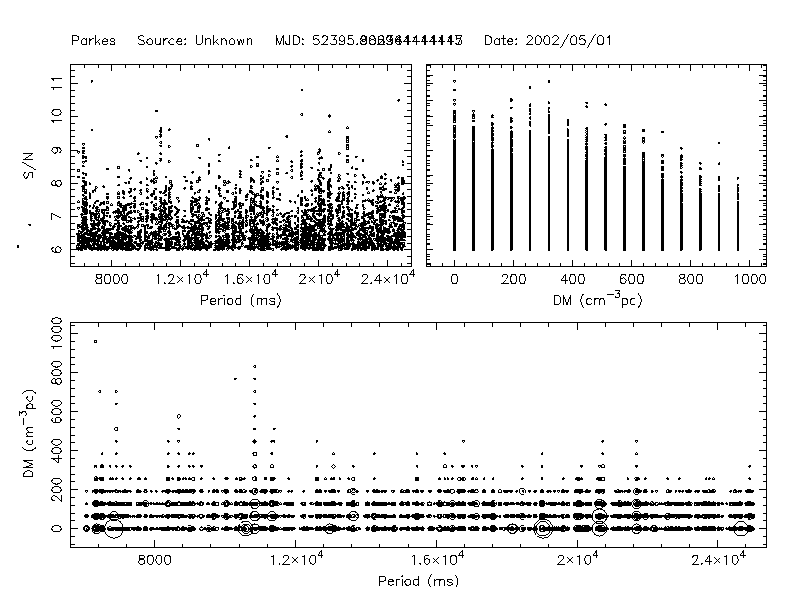 Parkes Source: Unknown MJD: Date: 2002/05/01
S/N
11
10
9
8
7
6
8000 1.2×10⁴ 1.6×10⁴ 2×10⁴ 2.4×10⁴
Period (ms)
0 200 400 600 800 1000
DM (cm⁻³pc)
DM (cm⁻³pc)
1000
800
600
400
200
0
8000 1.2×10⁴ 1.6×10⁴ 2×10⁴ 2.4×10⁴
Period (ms)